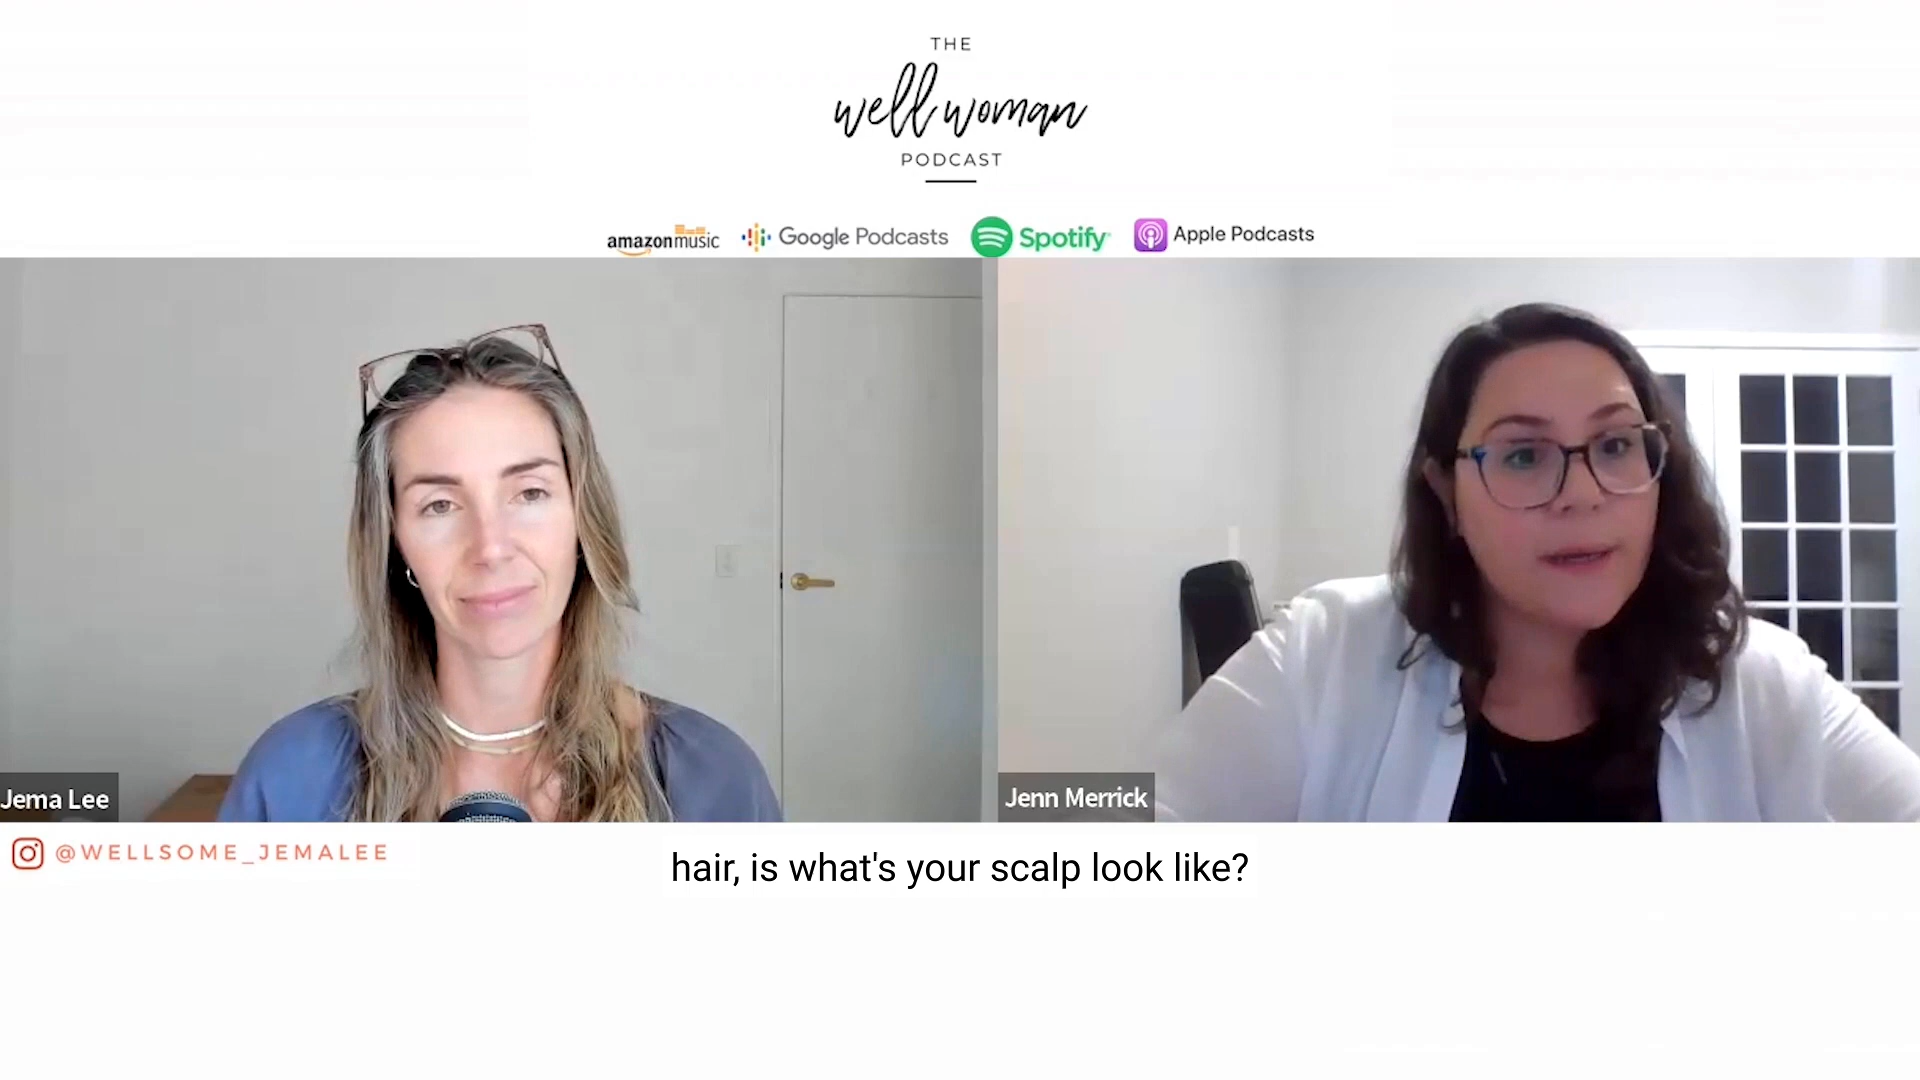 THE
well woman
PODCAST
amazon music
Google Podcasts
Spotify
Apple Podcasts
Jema Lee
Jenn Merrick
@WELLSOME_JEMALEE
hair, is what's your scalp look like?